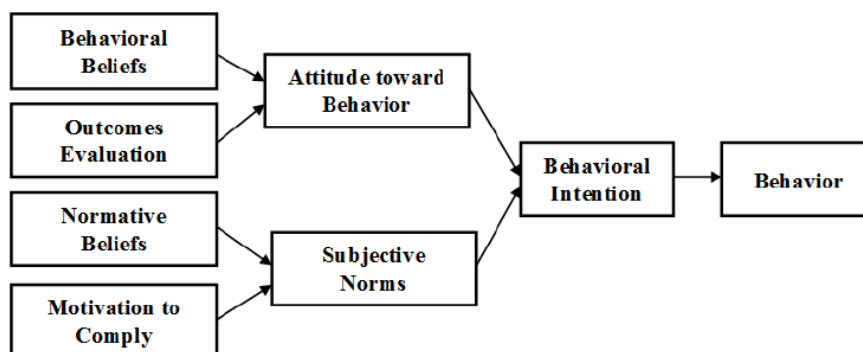 Behavioral
Beliefs
Outcomes
Evaluation
Normative
Beliefs
Motivation to
Comply
Attitude toward
Behavior
Subjective
Norms
Behavioral
Intention
Behavior